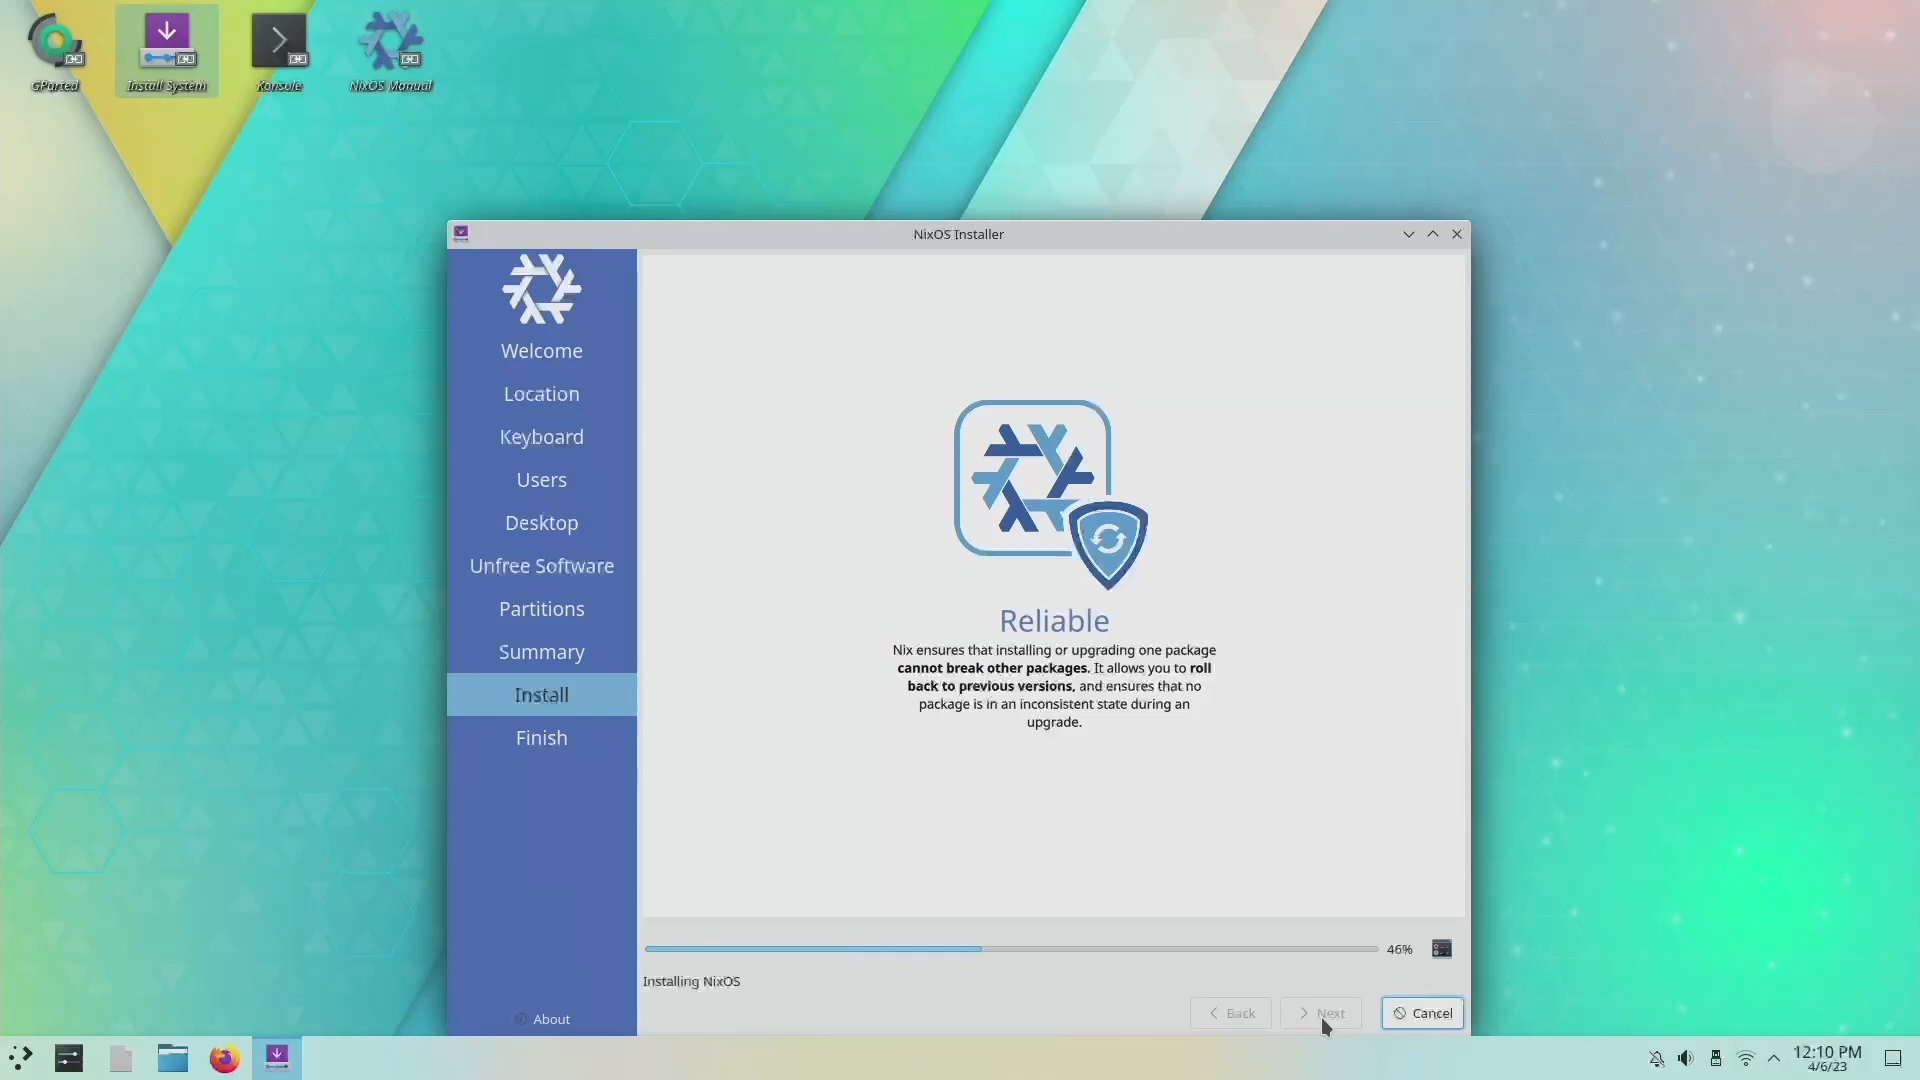 GParted
Install System
Konsole
NixOS Manual
NixOS Installer
Welcome
Location
Keyboard
Users
Desktop
Unfree Software
Partitions
Summary
Install
Finish
About
Reliable
Nix ensures that installing or upgrading one package
cannot break other packages. It allows you to roll
back to previous versions, and ensures that no
package is in an inconsistent state during an
upgrade.
46%
Installing NixOS
Back
Next
Cancel
12:10 PM
4/6/23